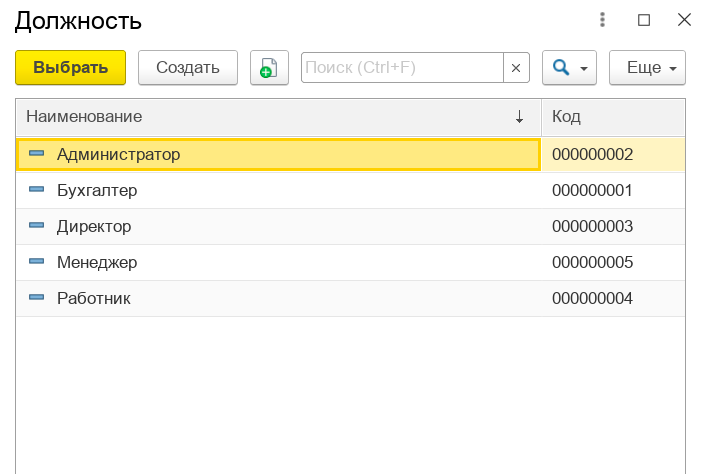 Должность
Выбрать Создать Поиск (Ctrl+F) Еще
Наименование Код
Администратор 000000002
Бухгалтер 000000001
Директор 000000003
Менеджер 000000005
Работник 000000004